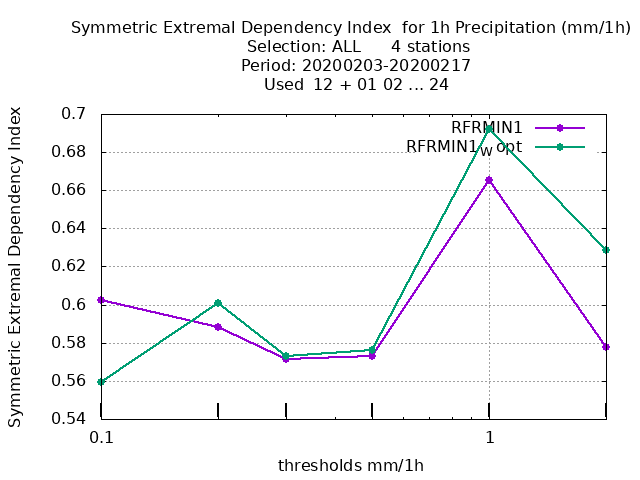 Symmetric Extremal Dependency Index for 1h Precipitation (mm/1h)
Selection: ALL 4 stations
Period: 20200203-20200217
Used 12 + 01 02 ... 24
Symmetric Extremal Dependency Index
0.7
0.68
0.66
0.64
0.62
0.6
0.58
0.56
0.54
RFRMIN1
RFRMIN1w opt
0.1
1
thresholds mm/1h